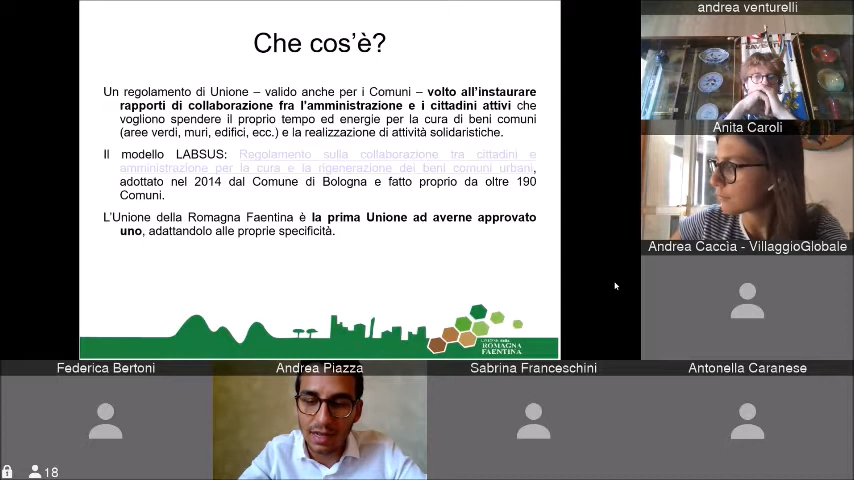 Che cos'è?
Un regolamento di Unione – valido anche per i Comuni – volto all'instaurare
rapporti di collaborazione fra l'amministrazione e i cittadini attivi che
vogliono spendere il proprio tempo ed energie per la cura di beni comuni
(aree verdi, muri, edifici, ecc.) e la realizzazione di attività solidaristiche.
Il modello LABSUS: Regolamento sulla collaborazione tra cittadini e
amministrazione per la cura e la rigenerazione dei beni comuni urbani,
adottato nel 2014 dal Comune di Bologna e fatto proprio da oltre 190
Comuni.
L'Unione della Romagna Faentina è la prima Unione ad averne approvato
uno, adattandolo alle proprie specificità.
UNIONE della
ROMAGNA
FAENTINA
andrea venturelli
Anita Caroli
Andrea Caccia - VillaggioGlobale
Federica Bertoni
Andrea Piazza
Sabrina Franceschini
Antonella Caranese
18